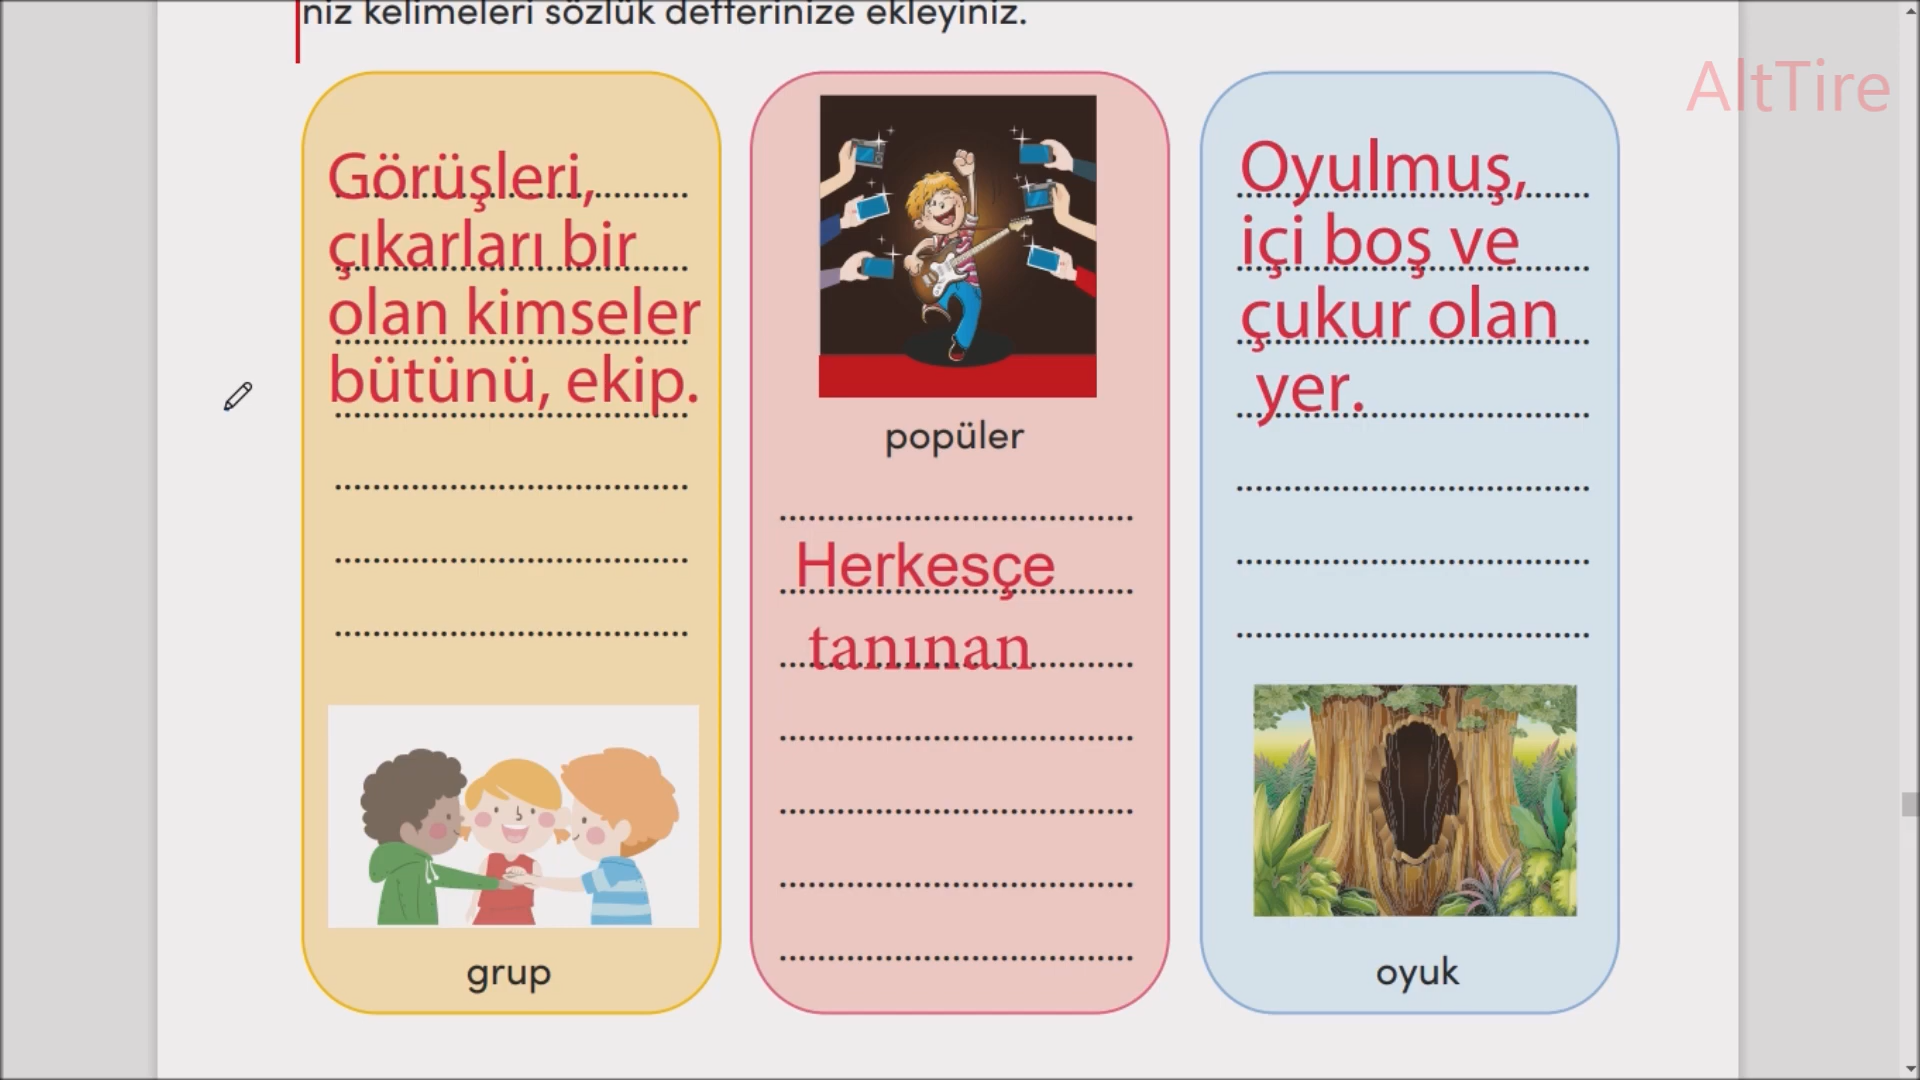 niz kelimeleri sözlük defterinize ekleyiniz.
AltTire
Görüşleri,
çıkarları bir
olan kimseler
bütünü, ekip.
grup
popüler
Herkesçe
tanınan
Oyulmuş,
içi boş ve
çukur olan
yer.
oyuk